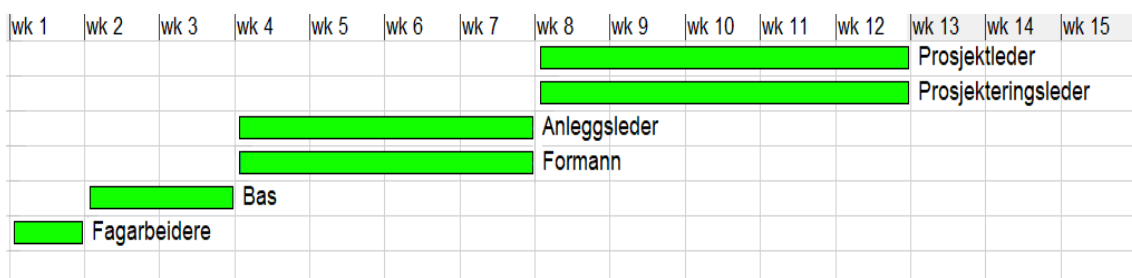 wk 1 wk 2 wk 3 wk 4 wk 5 wk 6 wk 7 wk 8 wk 9 wk 10 wk 11 wk 12 wk 13 wk 14 wk 15
Prosjektleder
Prosjekteringsleder
Anleggsleder
Formann
Bas
Fagarbeidere